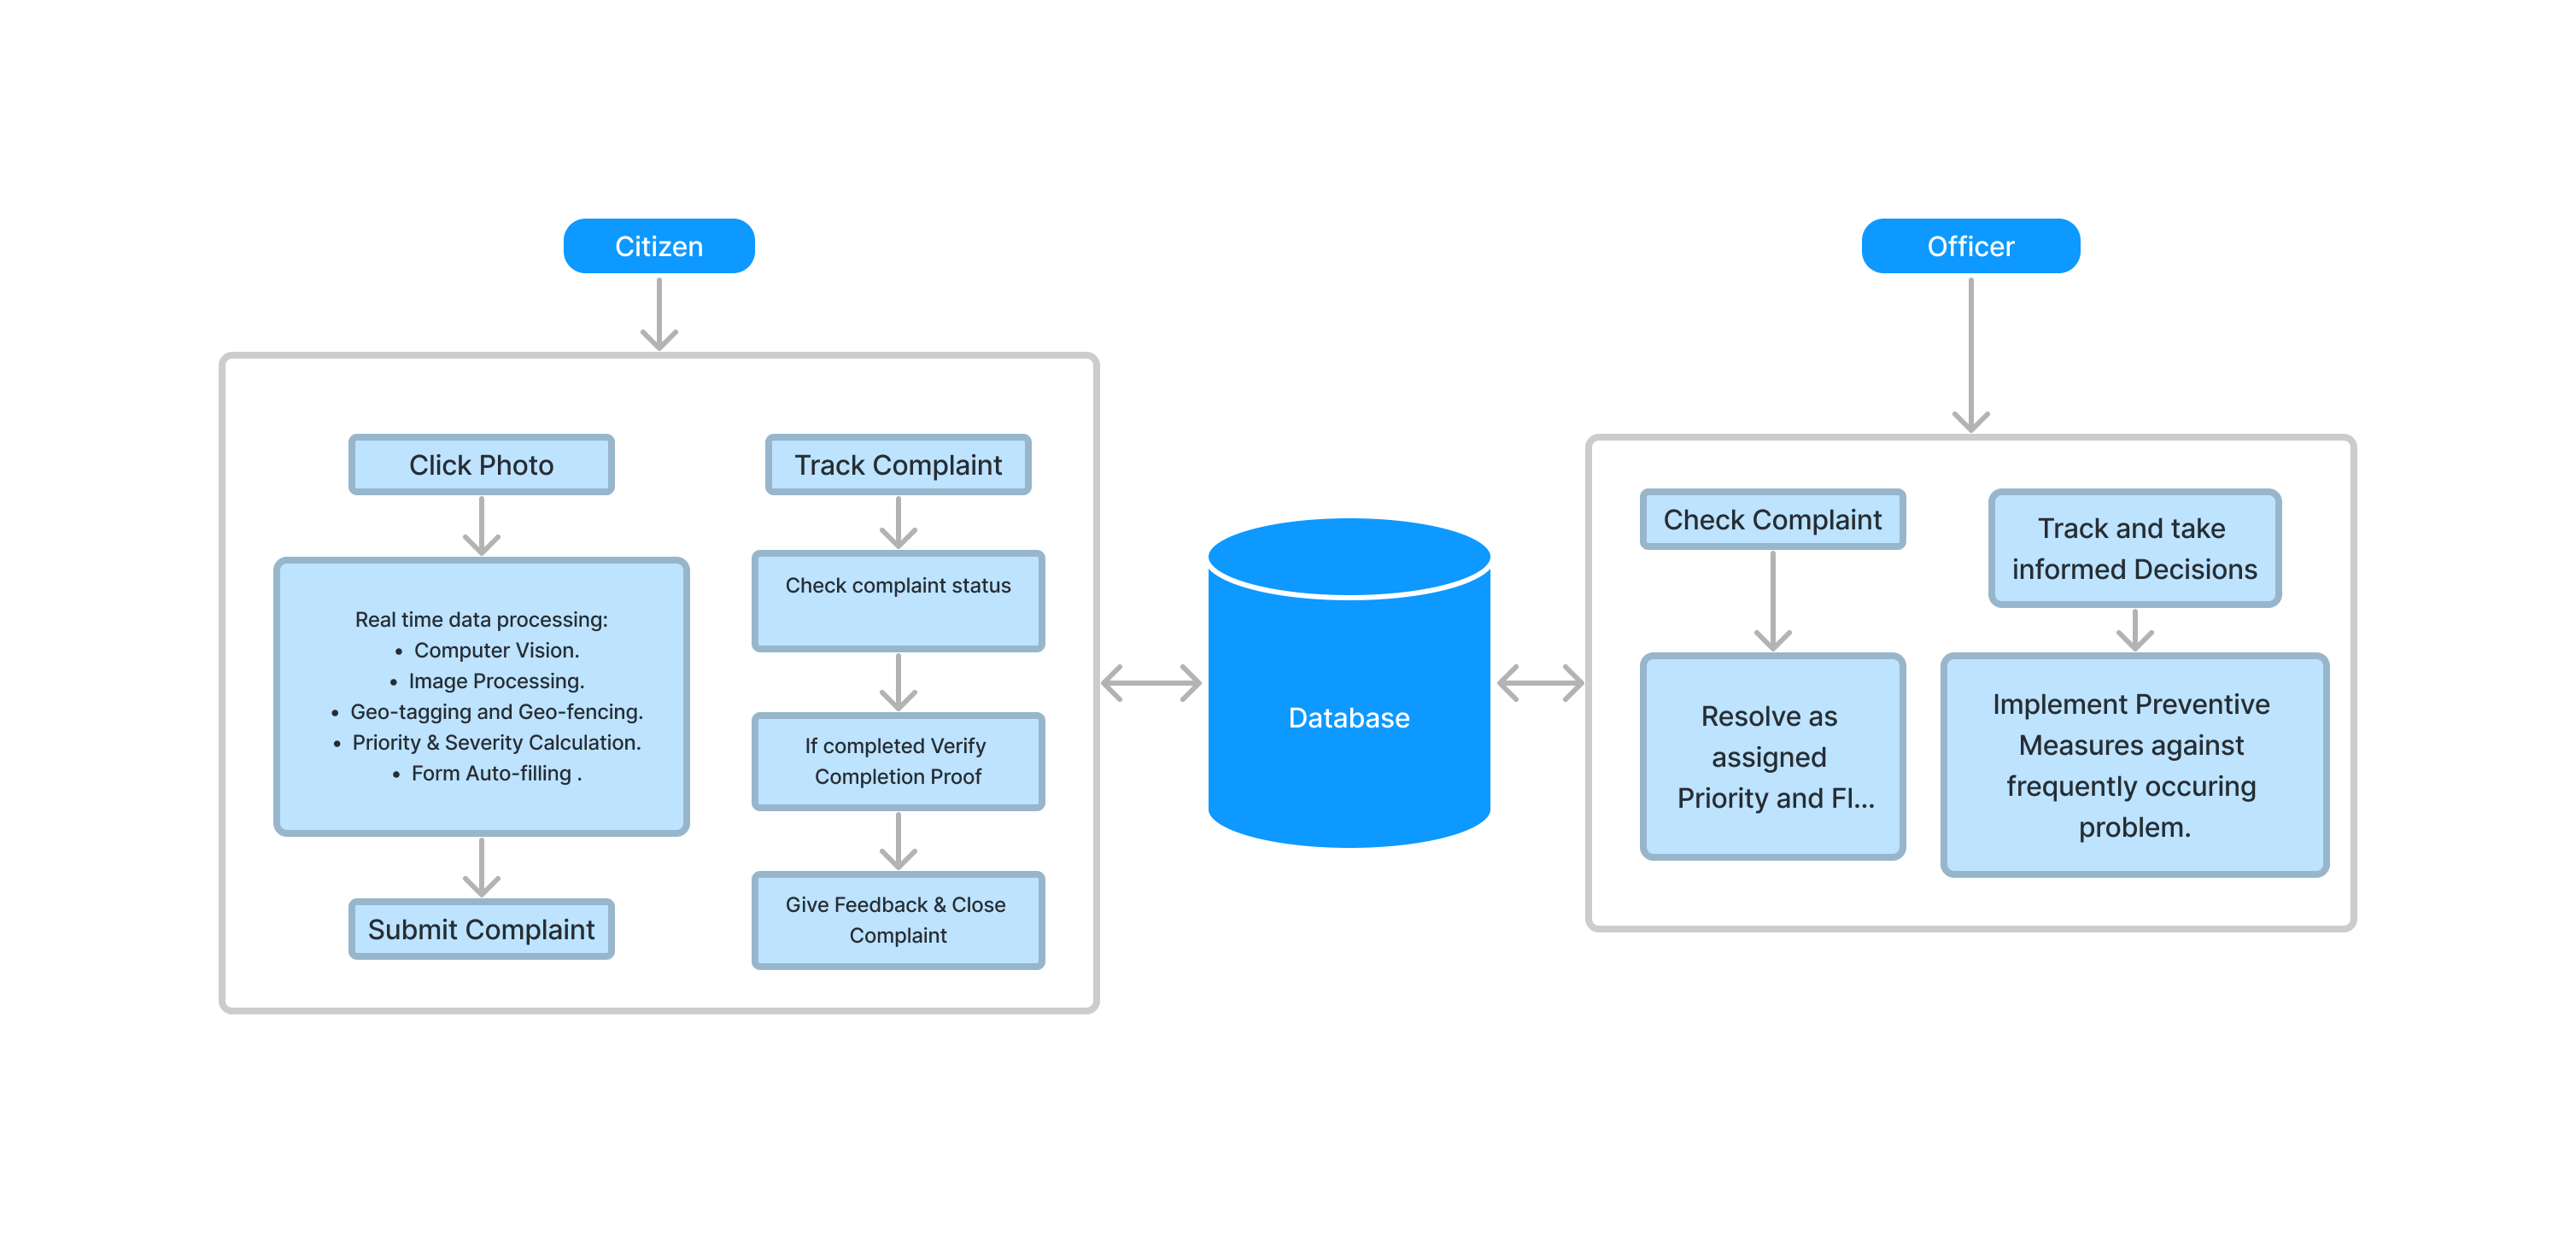 Citizen
Click Photo
Real time data processing:
• Computer Vision.
• Image Processing.
• Geo-tagging and Geo-fencing.
• Priority & Severity Calculation.
• Form Auto-filling .
Submit Complaint
Track Complaint
Check complaint status
If completed Verify
Completion Proof
Give Feedback & Close
Complaint
Database
Officer
Check Complaint
Resolve as
assigned
Priority and Fl...
Track and take
informed Decisions
Implement Preventive
Measures against
frequently occuring
problem.